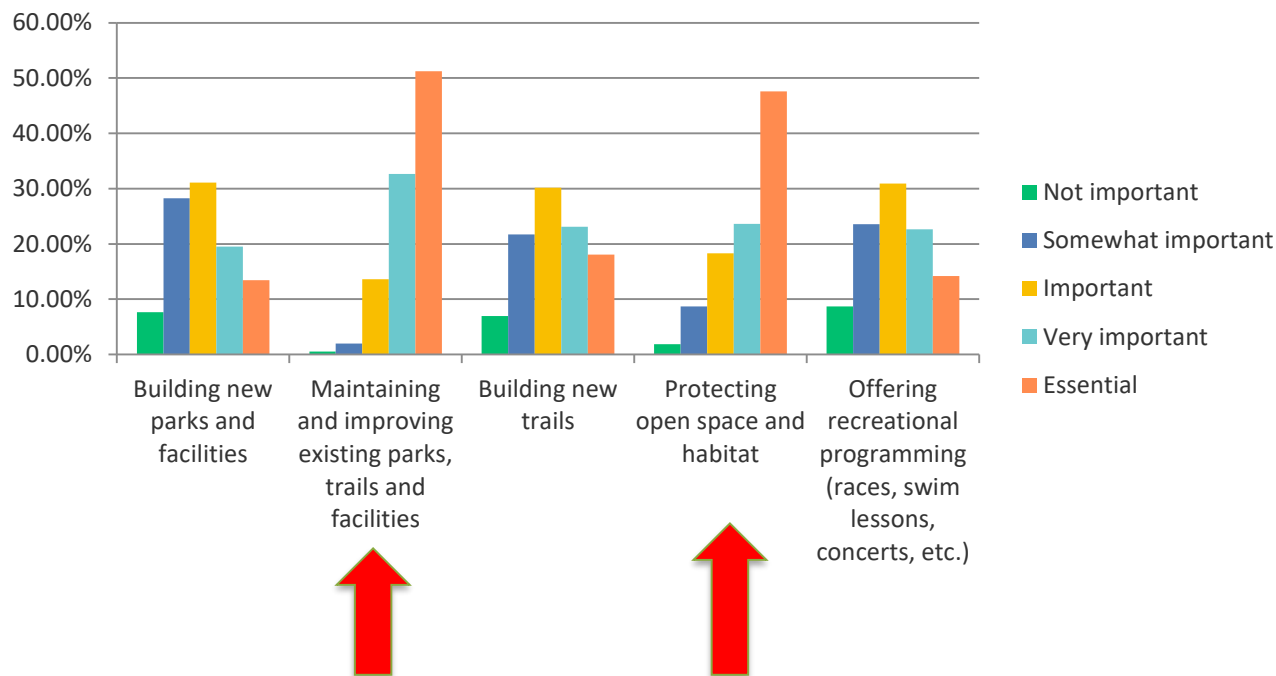 60.00%
50.00%
40.00%
30.00%
20.00%
10.00%
0.00%
Building new
parks and
facilities
Maintaining
and improving
existing parks,
trails and
facilities
Building new
trails
Protecting
open space and
habitat
Offering
recreational
programming
(races, swim
lessons,
concerts, etc.)
Not important
Somewhat important
Important
Very important
Essential